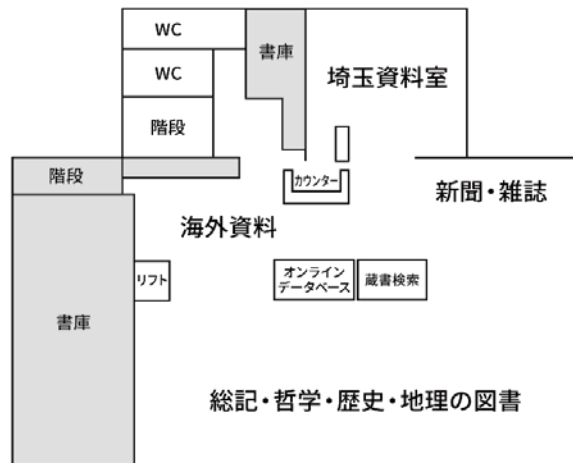 WC
書庫
埼玉資料室
WC
階段
階段
カウンター
新聞・雑誌
海外資料
リフト
オンライン
データベース
蔵書検索
書庫
総記・哲学・歴史・地理の図書